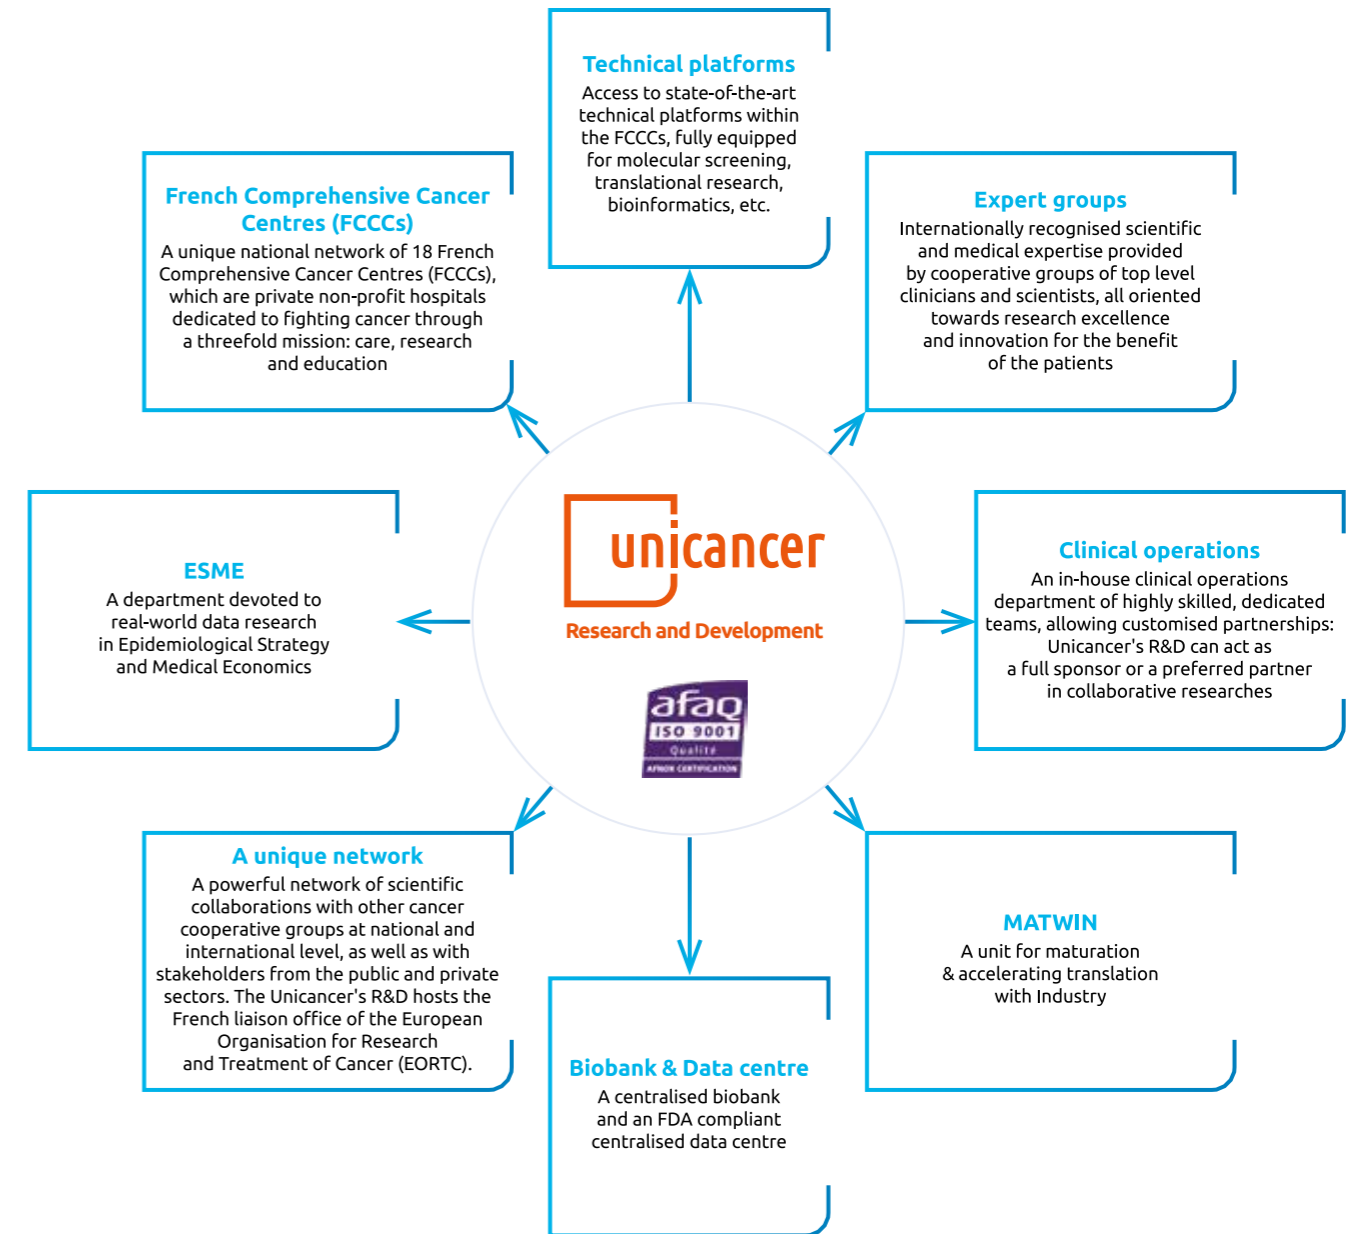 Technical platforms
Access to state-of-the-art
technical platforms within
the FCCCs, fully equipped
for molecular screening,
translational research,
bioinformatics, etc.
French Comprehensive Cancer
Centres (FCCCs)
A unique national network of 18 French
Comprehensive Cancer Centres (FCCCs),
which are private non-profit hospitals
dedicated to fighting cancer through
a threefold mission: care, research
and education
Expert groups
Internationally recognised scientific
and medical expertise provided
by cooperative groups of top level
clinicians and scientists, all oriented
towards research excellence
and innovation for the benefit
of the patients
ESME
A department devoted to
real-world data research
in Epidemiological Strategy
and Medical Economics
unicancer
Research and Development
afaq
ISO 9001
Qualité
AFNOR CERTIFICATION
Clinical operations
An in-house clinical operations
department of highly skilled, dedicated
teams, allowing customised partnerships:
Unicancer's R&D can act as
a full sponsor or a preferred partner
in collaborative researches
A unique network
A powerful network of scientific
collaborations with other cancer
cooperative groups at national and
international level, as well as with
stakeholders from the public and private
sectors. The Unicancer's R&D hosts the
French liaison office of the European
Organisation for Research
and Treatment of Cancer (EORTC).
MATWIN
A unit for maturation
& accelerating translation
with Industry
Biobank & Data centre
A centralised biobank
and an FDA compliant
centralised data centre